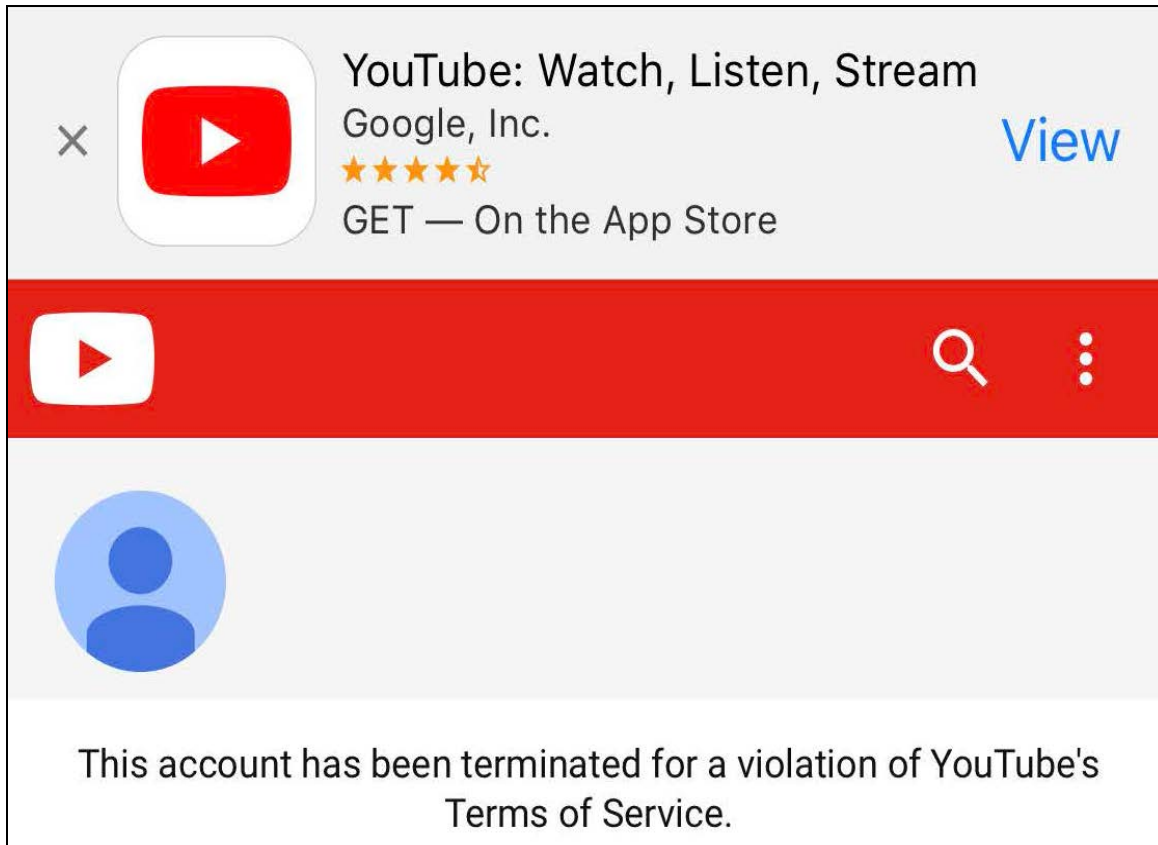 YouTube: Watch, Listen, Stream
Google, Inc.
GET — On the App Store
View
This account has been terminated for a violation of YouTube's
Terms of Service.